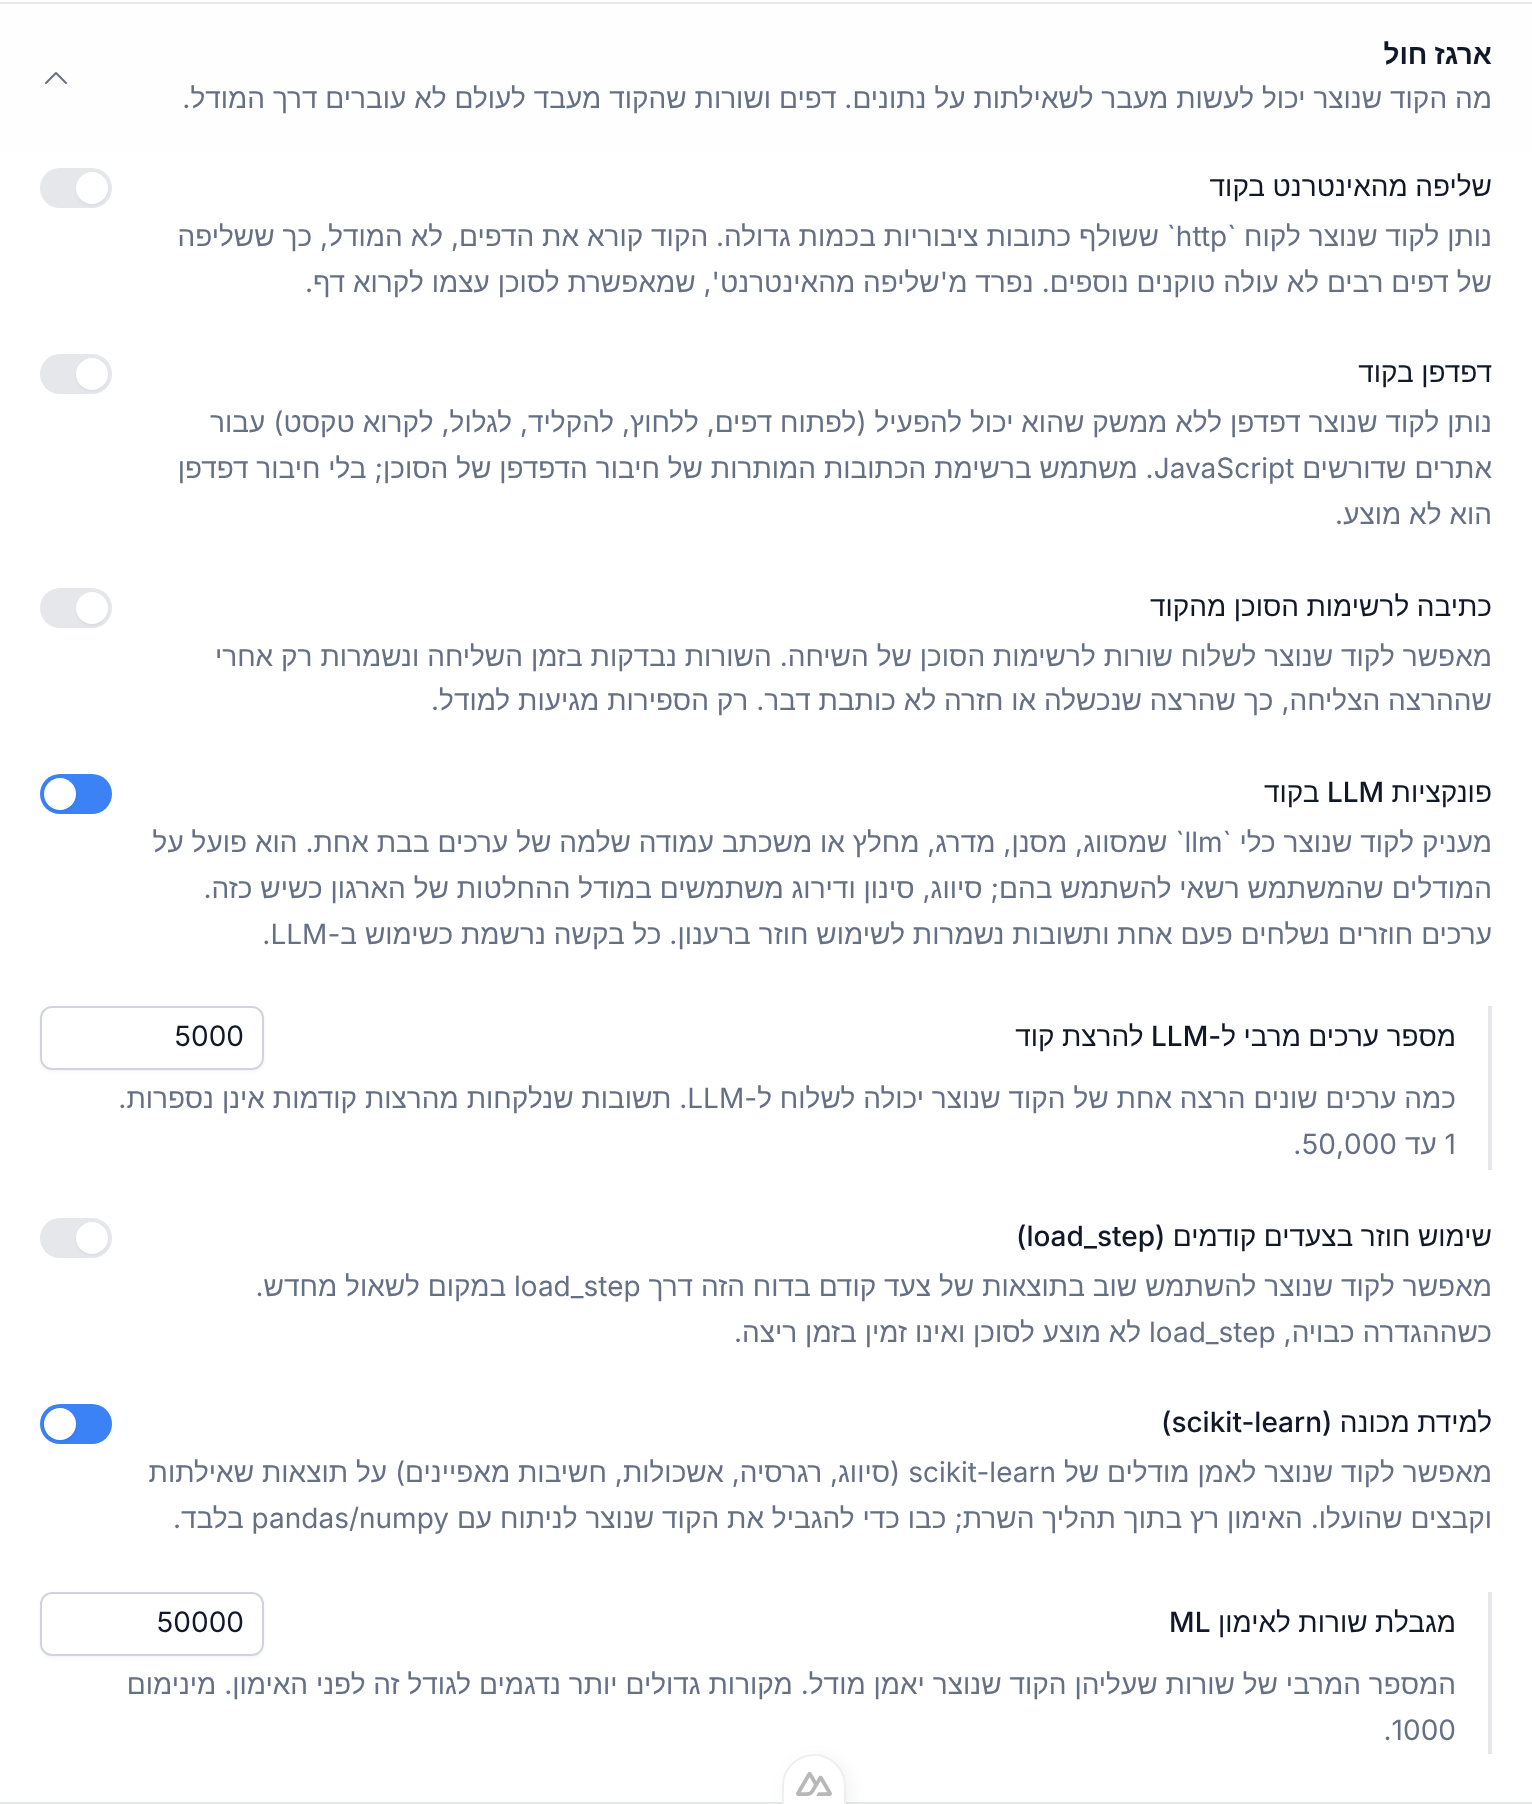 ארגז חול
מה הקוד שנוצר יכול לעשות מעבר לשאילתות על נתונים. דפים ושורות שהקוד מעבד לעולם לא עוברים דרך המודל.
שליפה מהאינטרנט בקוד
נותן לקוד שנוצר לקוח `http` ששולף כתובות ציבוריות בכמות גדולה. הקוד קורא את הדפים, לא המודל, כך ששליפה
של דפים רבים לא עולה טוקנים נוספים. נפרד מ'שליפה מהאינטרנט', שמאפשרת לסוכן עצמו לקרוא דף.
דפדפן בקוד
נותן לקוד שנוצר דפדפן ללא ממשק שהוא יכול להפעיל (לפתוח דפים, ללחוץ, להקליד, לגלול, לקרוא טקסט) עבור
אתרים שדורשים JavaScript. משתמש ברשימת הכתובות המותרות של חיבור הדפדפן של הסוכן; בלי חיבור דפדפן
הוא לא מוצע.
כתיבה לרשימות הסוכן מהקוד
מאפשר לקוד שנוצר לשלוח שורות לרשימות הסוכן של השיחה. השורות נבדקות בזמן השליחה ונשמרות רק אחרי
שההרצה הצליחה, כך שהרצה שנכשלה או חזרה לא כותבת דבר. רק הספירות מגיעות למודל.
פונקציות LLM בקוד
מעניק לקוד שנוצר כלי `llm` שמסווג, מסנן, מדרג, מחלץ או משכתב עמודה שלמה של ערכים בבת אחת. הוא פועל על
המודלים שהמשתמש רשאי להשתמש בהם; סיווג, סינון ודירוג משתמשים במודל ההחלטות של הארגון כשיש כזה.
ערכים חוזרים נשלחים פעם אחת ותשובות נשמרות לשימוש חוזר ברענון. כל בקשה נרשמת כשימוש ב-LLM.
מספר ערכים מרבי ל-LLM להרצת קוד
5000
כמה ערכים שונים הרצה אחת של הקוד שנוצר יכולה לשלוח ל-LLM. תשובות שנלקחות מהרצות קודמות אינן נספרות.
1 עד 50,000.
שימוש חוזר בצעדים קודמים (load_step)
מאפשר לקוד שנוצר להשתמש שוב בתוצאות של צעד קודם בדוח הזה דרך load_step במקום לשאול מחדש.
כשההגדרה כבויה, load_step לא מוצע לסוכן ואינו זמין בזמן ריצה.
למידת מכונה (scikit-learn)
מאפשר לקוד שנוצר לאמן מודלים של scikit-learn (סיווג, רגרסיה, אשכולות, חשיבות מאפיינים) על תוצאות שאילתות
וקבצים שהועלו. האימון רץ בתוך תהליך השרת; כבו כדי להגביל את הקוד שנוצר לניתוח עם pandas/numpy בלבד.
מגבלת שורות לאימון ML
50000
המספר המרבי של שורות שעליהן הקוד שנוצר יאמן מודל. מקורות גדולים יותר נדגמים לגודל זה לפני האימון. מינימום
1000.